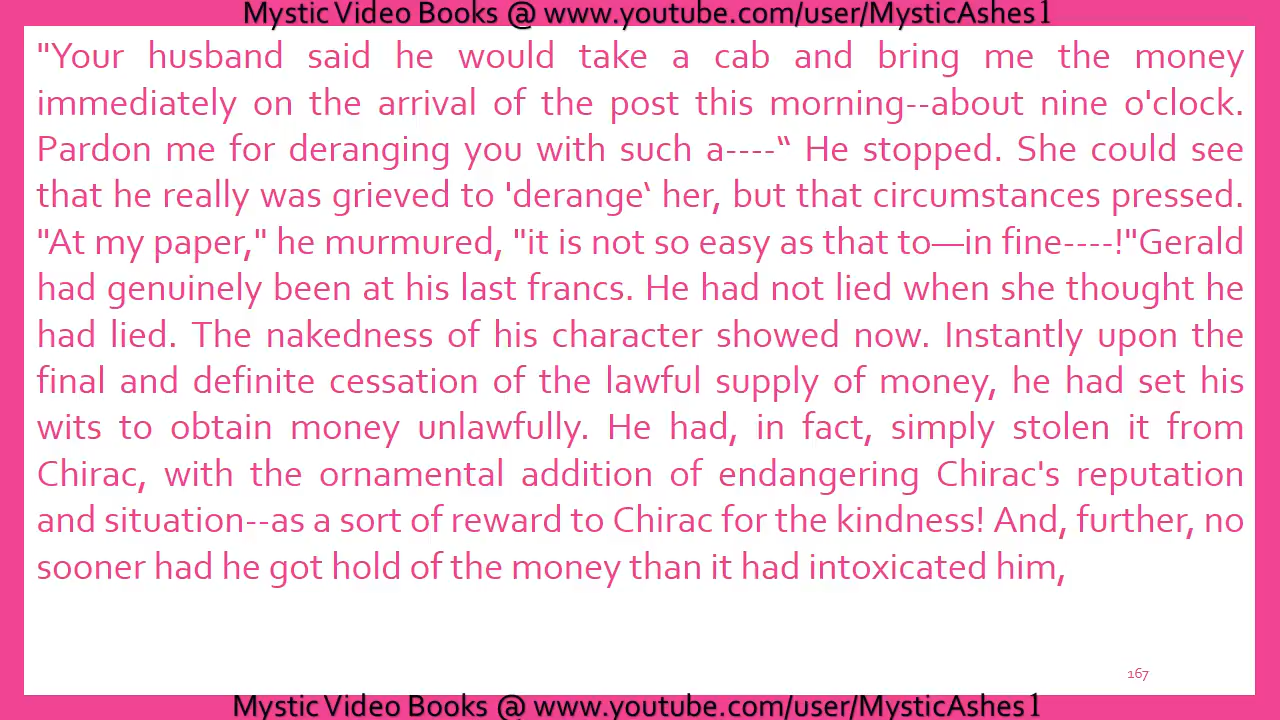 Mystic Video Books @ www.youtube.com/user/MysticAshes1
"Your husband said he would take a cab and bring me the money
immediately on the arrival of the post this morning--about nine o'clock.
Pardon me for deranging you with such a----“ He stopped. She could see
that he really was grieved to 'derange‘ her, but that circumstances pressed.
"At my paper," he murmured, "it is not so easy as that to—in fine----!"Gerald
had genuinely been at his last francs. He had not lied when she thought he
had lied. The nakedness of his character showed now. Instantly upon the
final and definite cessation of the lawful supply of money, he had set his
wits to obtain money unlawfully. He had, in fact, simply stolen it from
Chirac, with the ornamental addition of endangering Chirac's reputation
and situation--as a sort of reward to Chirac for the kindness! And, further, no
sooner had he got hold of the money than it had intoxicated him,
167
Mystic Video Books @ www.youtube.com/user/MysticAshes1